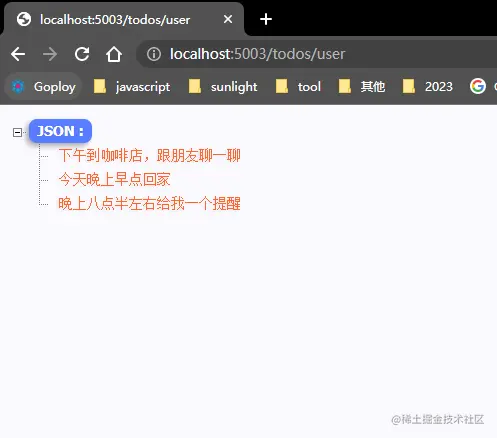 localhost:5003/todos/user
localhost:5003/todos/user
Goploy javascript sunlight tool 其他 2023
JSON :
下午到咖啡店，跟朋友聊一聊
今天晚上早点回家
晚上八点半左右给我一个提醒
@稀土掘金技术社区